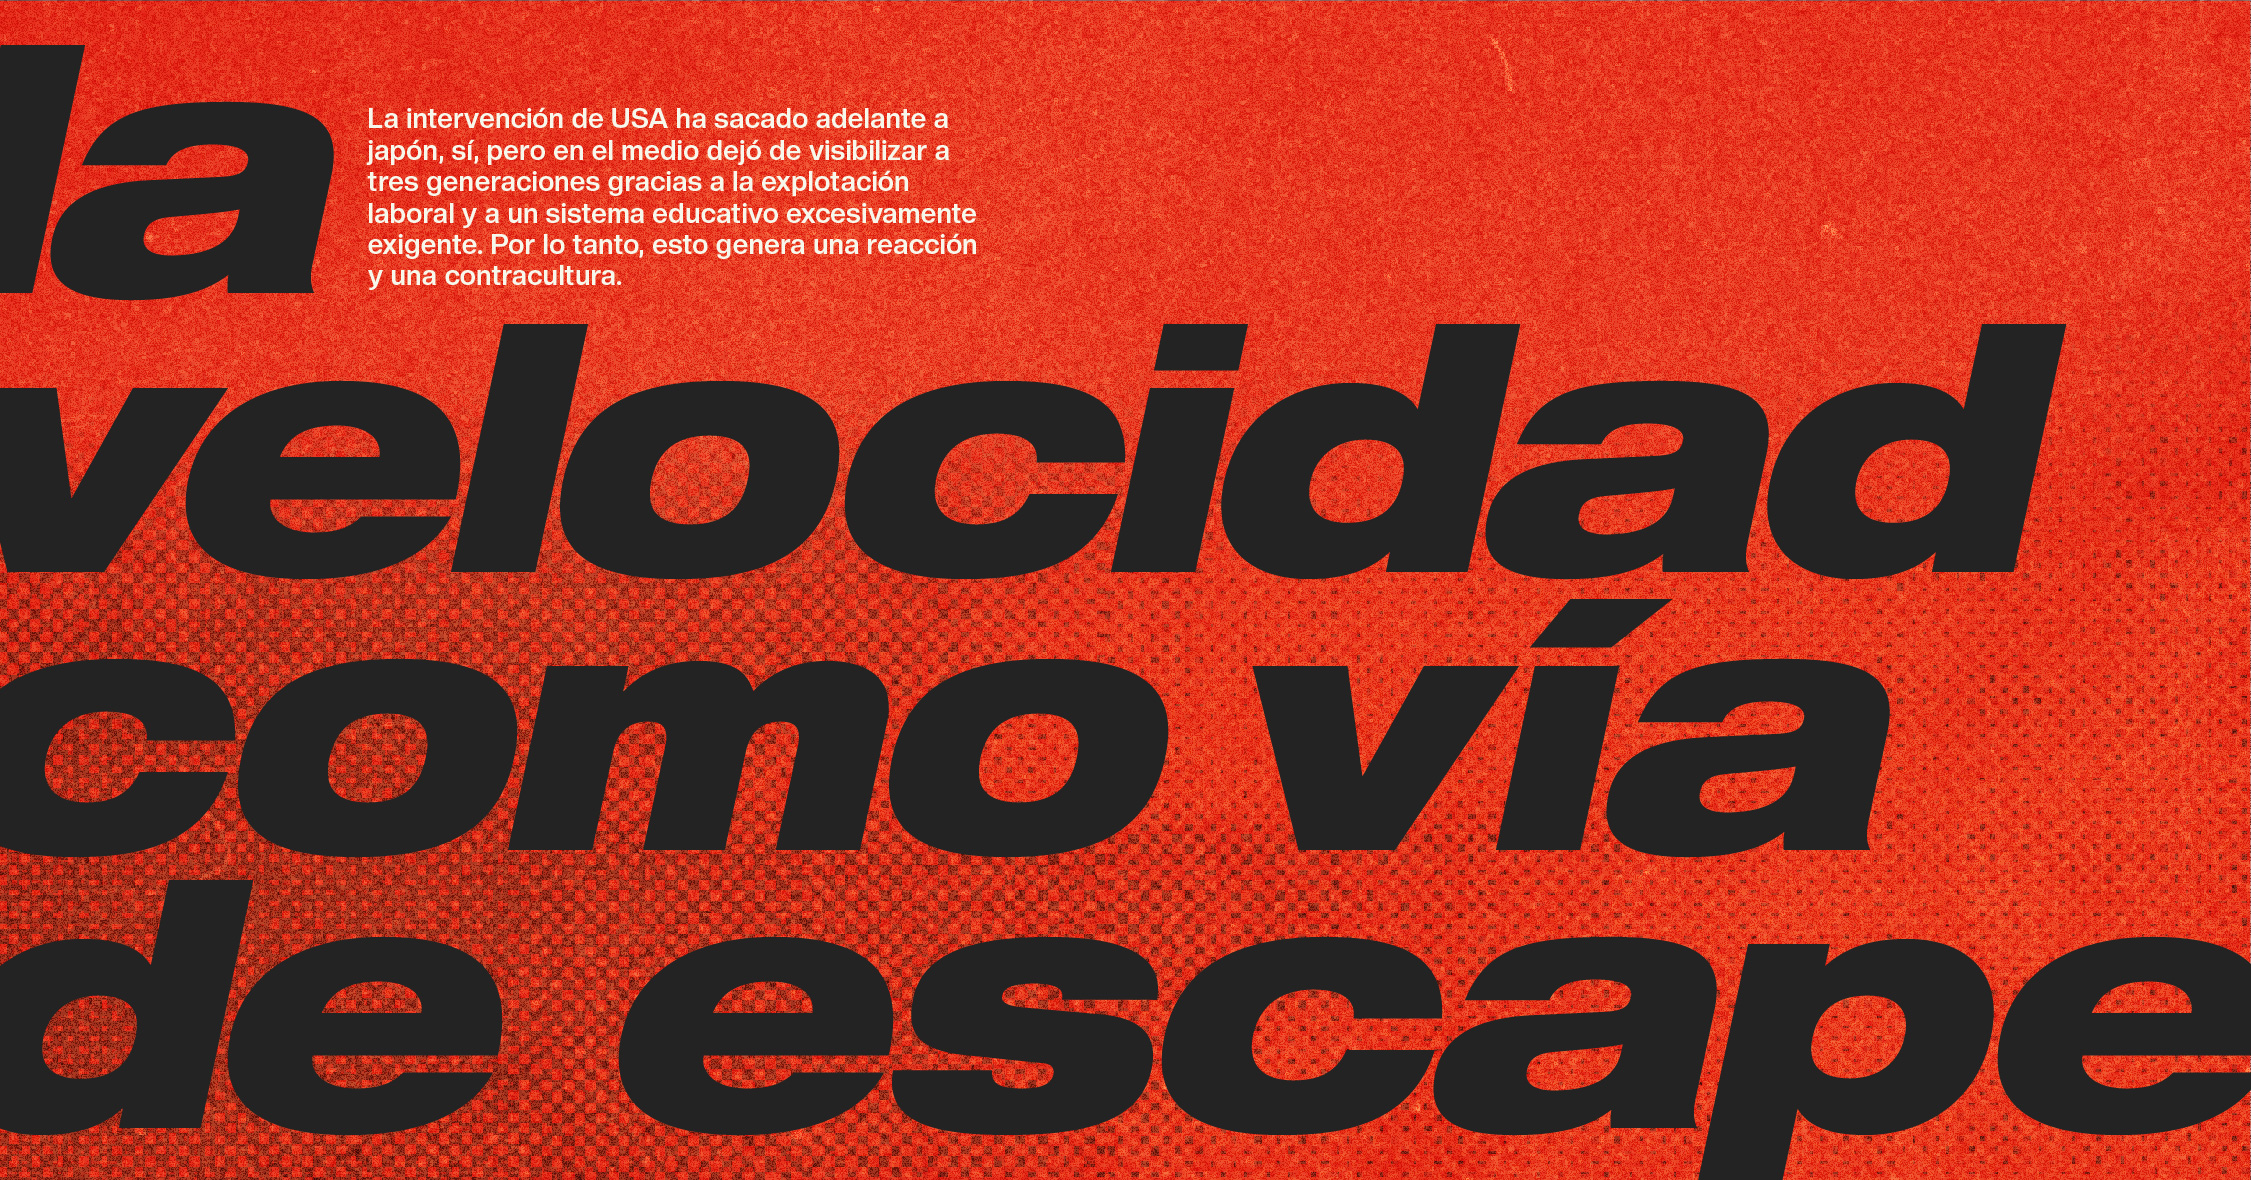 la
La intervención de USA ha sacado adelante a
japón, sí, pero en el medio dejó de visibilizar a
tres generaciones gracias a la explotación
laboral y a un sistema educativo excesivamente
exigente. Por lo tanto, esto genera una reacción
y una contracultura.
velocidad
como vía
de escape